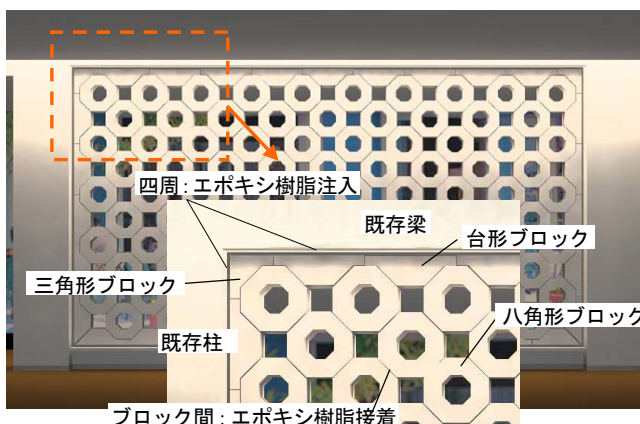 四周：エポキシ樹脂注入
既存梁
台形ブロック
三角形ブロック
八角形ブロック
既存柱
ブロック間：エポキシ樹脂接着